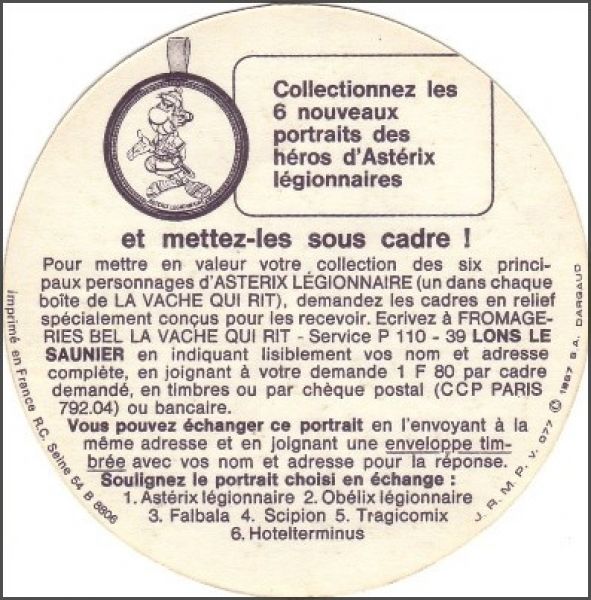 Collectionnez les
6 nouveaux
portraits des
héros d'Astérix
légionnaires
ASTERIX LEGIONNAIRE
et mettez-les sous cadre !
Pour mettre en valeur votre collection des six princi-
paux personnages d'ASTERIX LÉGIONNAIRE (un dans chaque
boîte de LA VACHE QUI RIT), demandez les cadres en relief
spécialement conçus pour les recevoir. Ecrivez à FROMAGE-
RIES BEL LA VACHE QUI RIT - Service P 110 - 39 LONS LE
SAUNIER en indiquant lisiblement vos nom et adresse
complète, en joignant à votre demande 1 F 80 par cadre
demandé, en timbres ou par chèque postal (CCP PARIS
792.04) ou bancaire.
Vous pouvez échanger ce portrait en l'envoyant à la
même adresse et en joignant une enveloppe tim-
brée avec vos nom et adresse pour la réponse.
Soulignez le portrait choisi en échange :
1. Astérix légionnaire 2. Obélix légionnaire
3. Falbala 4. Scipion 5. Tragicomix
6. Hotelterminus
Imprimé en France R.C. Seine 54 B 8806
J. R. M. P. v. 077 © 1967 S.A. DARGAUD